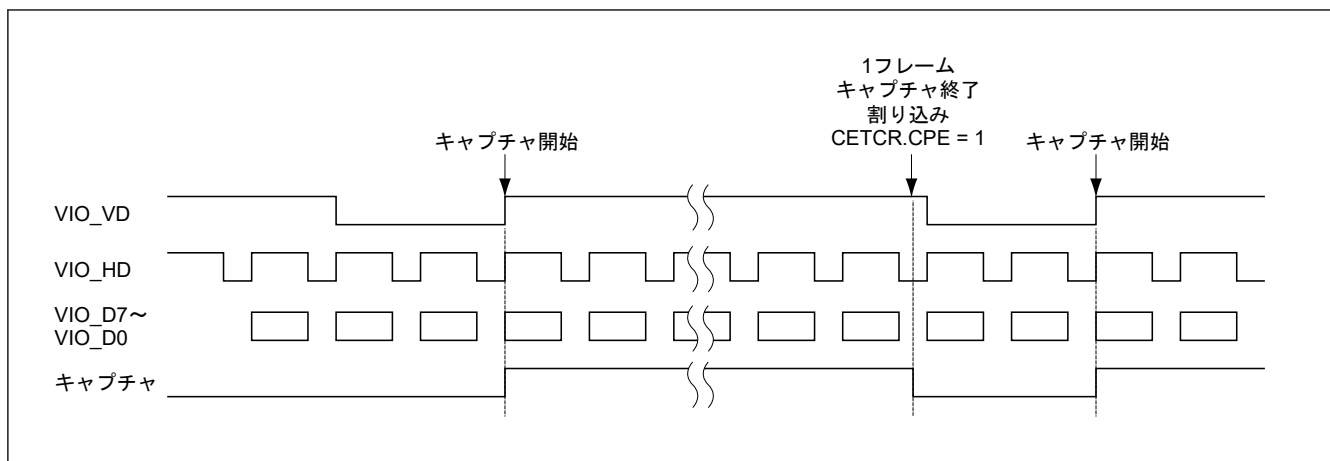 1フレーム
キャプチャ終了
割り込み
CETCR.CPE = 1
キャプチャ開始
キャプチャ開始
VIO_VD
VIO_HD
VIO_D7～
VIO_D0
キャプチャ